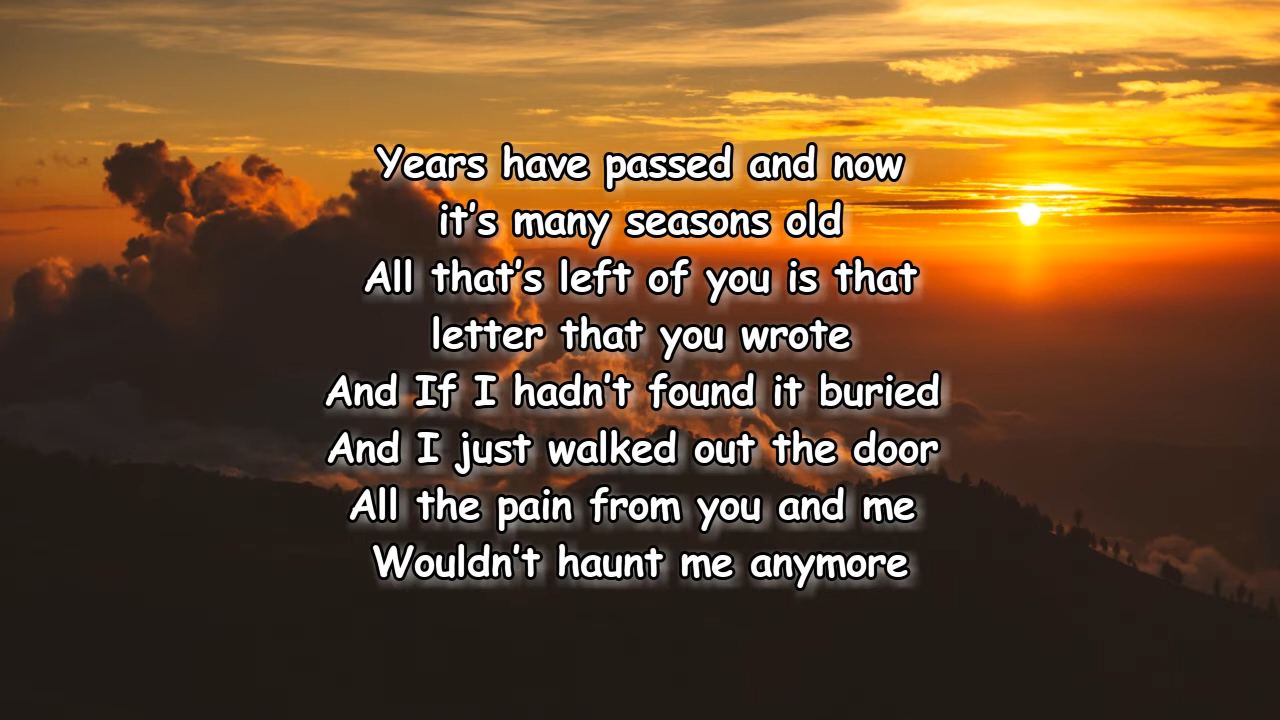 Years have passed and now
it's many seasons old
All that's left of you is that
letter that you wrote
And If I hadn't found it buried
And I just walked out the door
All the pain from you and me
Wouldn't haunt me anymore